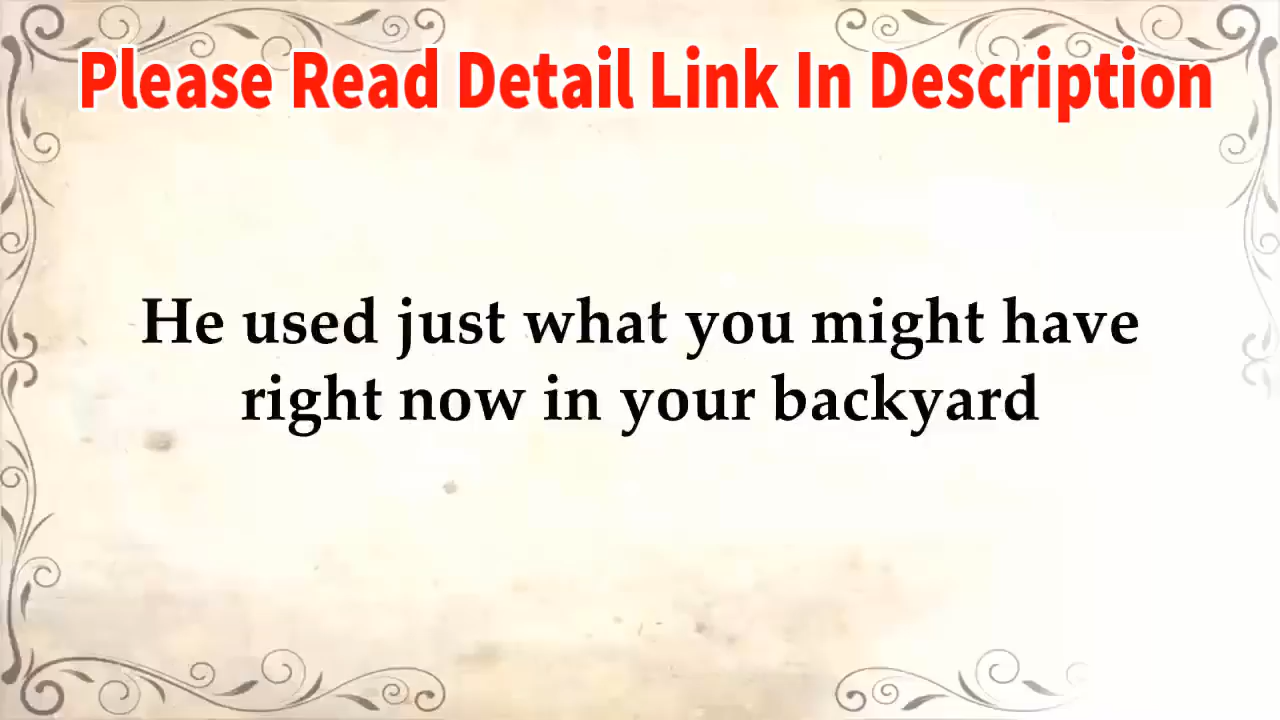 Please Read Detail Link In Description
He used just what you might have
right now in your backyard